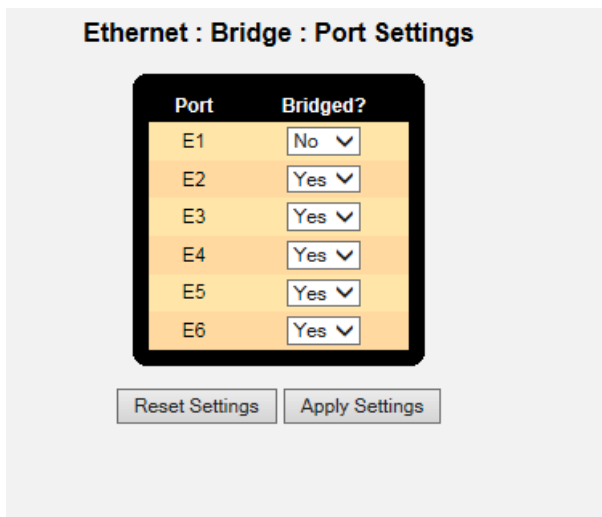 Ethernet : Bridge : Port Settings
Port Bridged?
E1 No
E2 Yes
E3 Yes
E4 Yes
E5 Yes
E6 Yes
Reset Settings Apply Settings